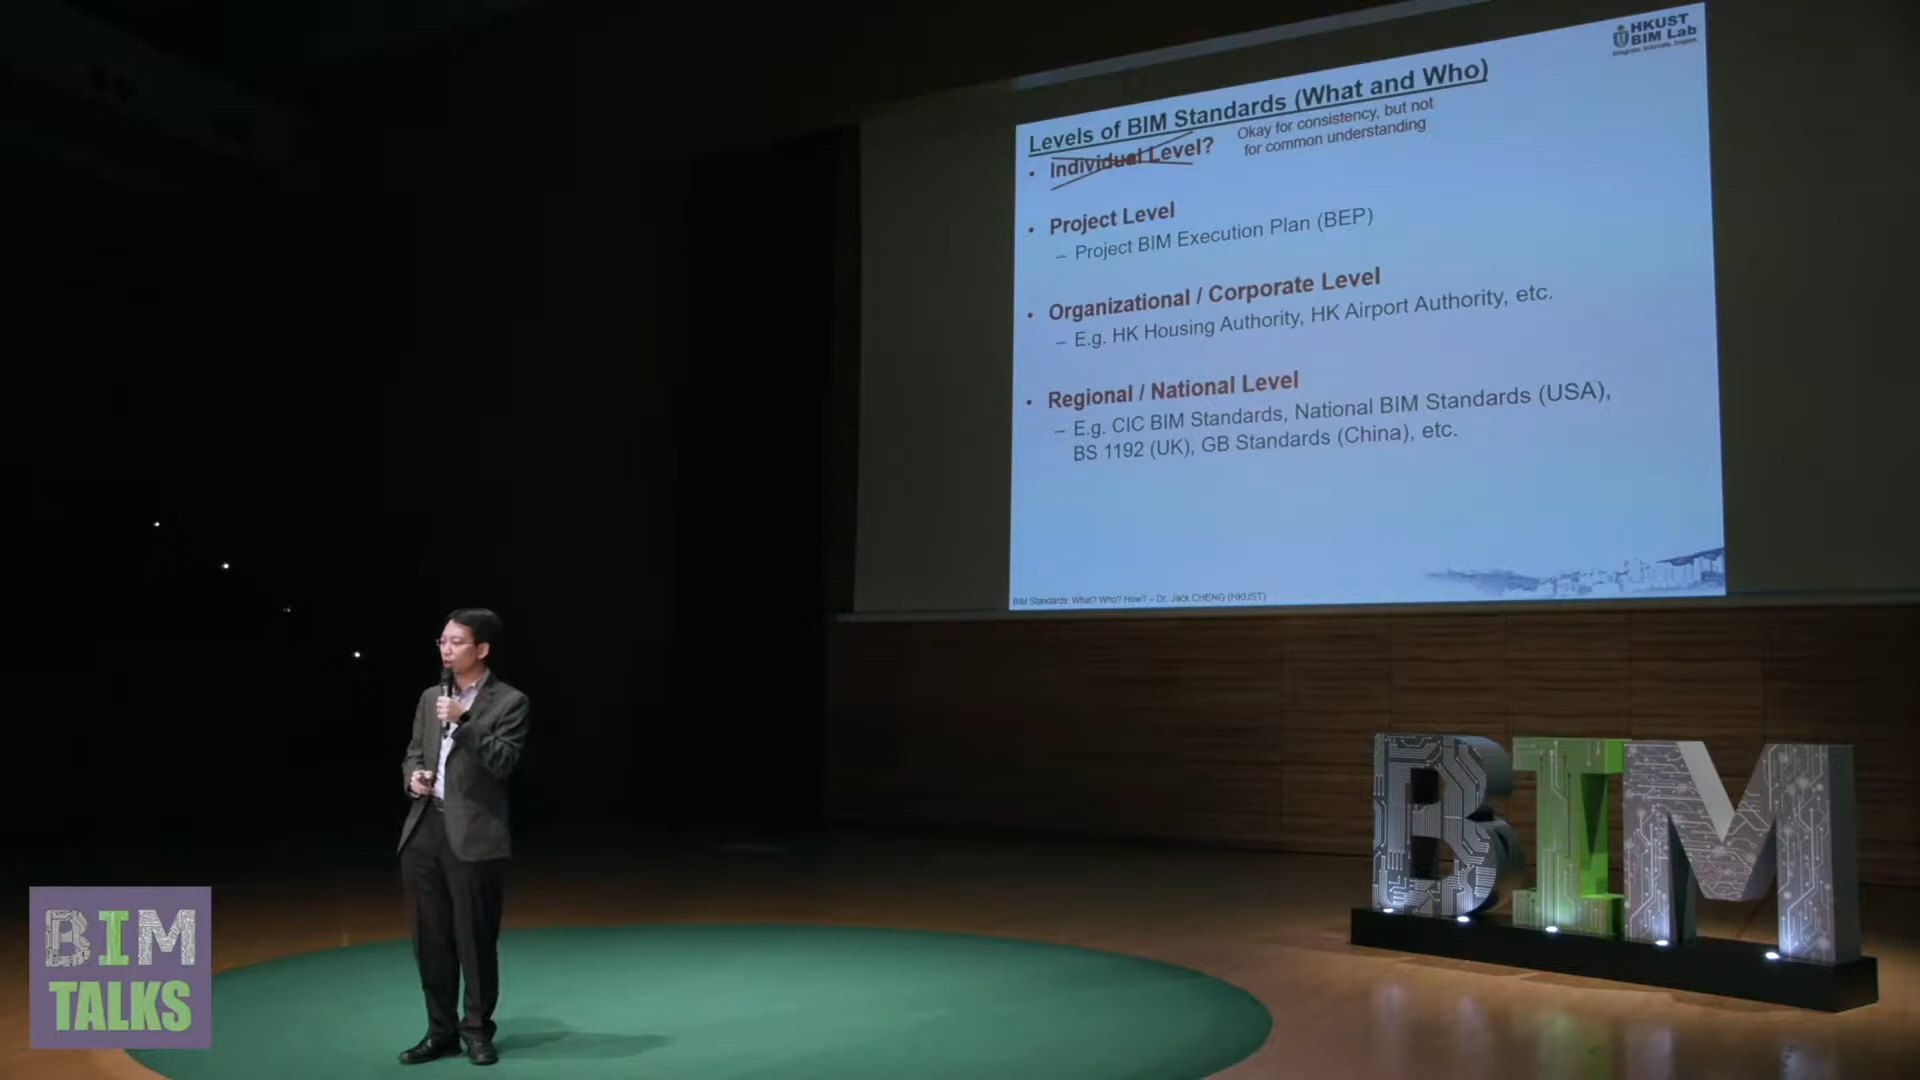 HKUST
BIM Lab
Integrate. Innovate. Inspire.
Levels of BIM Standards (What and Who)
• Individual Level?
Okay for consistency, but not
for common understanding
• Project Level
– Project BIM Execution Plan (BEP)
• Organizational / Corporate Level
– E.g. HK Housing Authority, HK Airport Authority, etc.
• Regional / National Level
– E.g. CIC BIM Standards, National BIM Standards (USA),
BS 1192 (UK), GB Standards (China), etc.
BIM Standards: What? Who? How? – Dr. Jack CHENG (HKUST)
BIM
BIM
TALKS